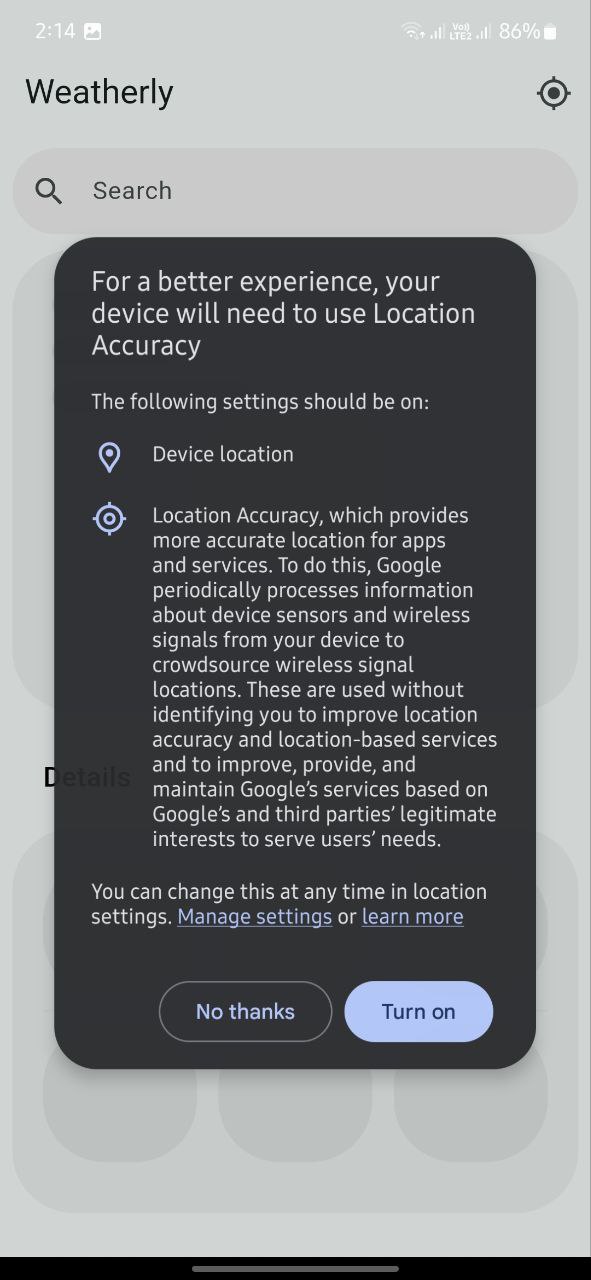 2:14 86%
Voj)
LTE2
Weatherly
Search
For a better experience, your
device will need to use Location
Accuracy
The following settings should be on:
Device location
Location Accuracy, which provides
more accurate location for apps
and services. To do this, Google
periodically processes information
about device sensors and wireless
signals from your device to
crowdsource wireless signal
locations. These are used without
identifying you to improve location
accuracy and location-based services
and to improve, provide, and
maintain Google's services based on
Google's and third parties' legitimate
interests to serve users' needs.
Details
You can change this at any time in location
settings. Manage settings or learn more
No thanks Turn on